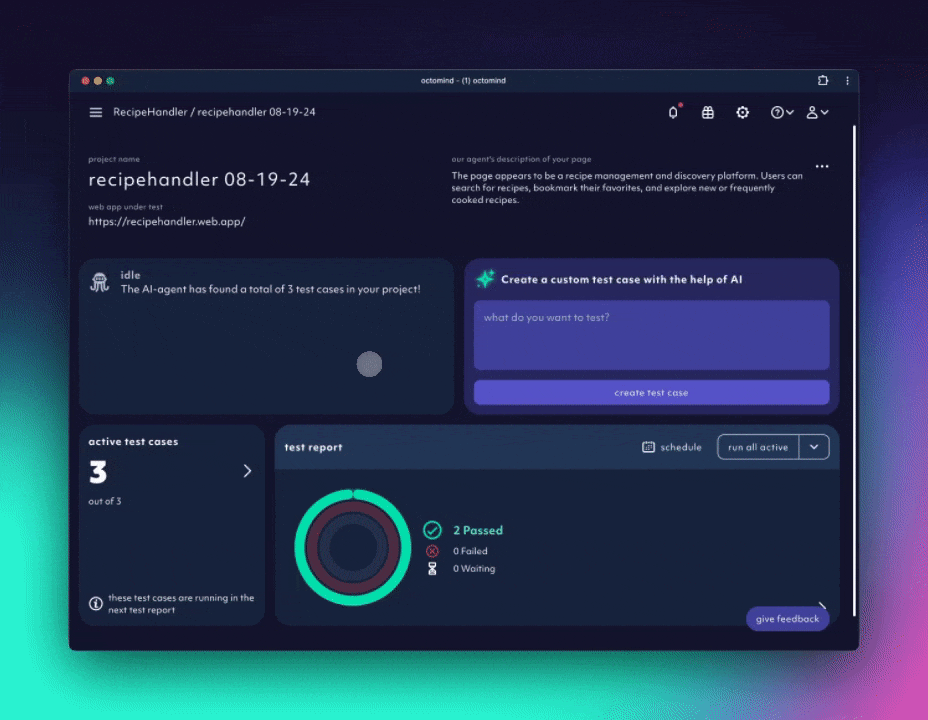 octomind - (1) octomind
RecipeHandler / recipehandler 08-19-24
project name
recipehandler 08-19-24
web app under test
https://recipehandler.web.app/
our agent's description of your page
The page appears to be a recipe management and discovery platform. Users can
search for recipes, bookmark their favorites, and explore new or frequently
cooked recipes.
idle
The AI-agent has found a total of 3 test cases in your project!
Create a custom test case with the help of AI
what do you want to test?
create test case
active test cases
3
out of 3
these test cases are running in the
next test report
test report
schedule
run all active
2 Passed
0 Failed
0 Waiting
give feedback